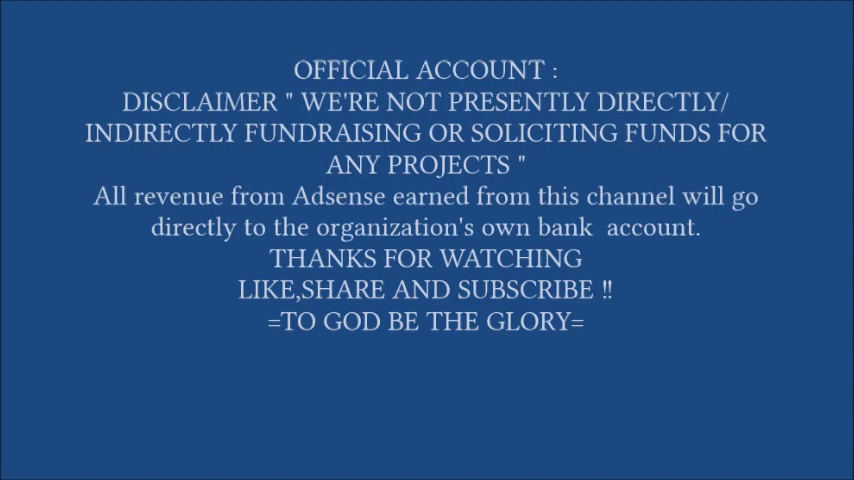 OFFICIAL ACCOUNT :
DISCLAIMER " WE'RE NOT PRESENTLY DIRECTLY/
INDIRECTLY FUNDRAISING OR SOLICITING FUNDS FOR
ANY PROJECTS "
All revenue from Adsense earned from this channel will go
directly to the organization's own bank  account.
THANKS FOR WATCHING
LIKE,SHARE AND SUBSCRIBE !!
=TO GOD BE THE GLORY=